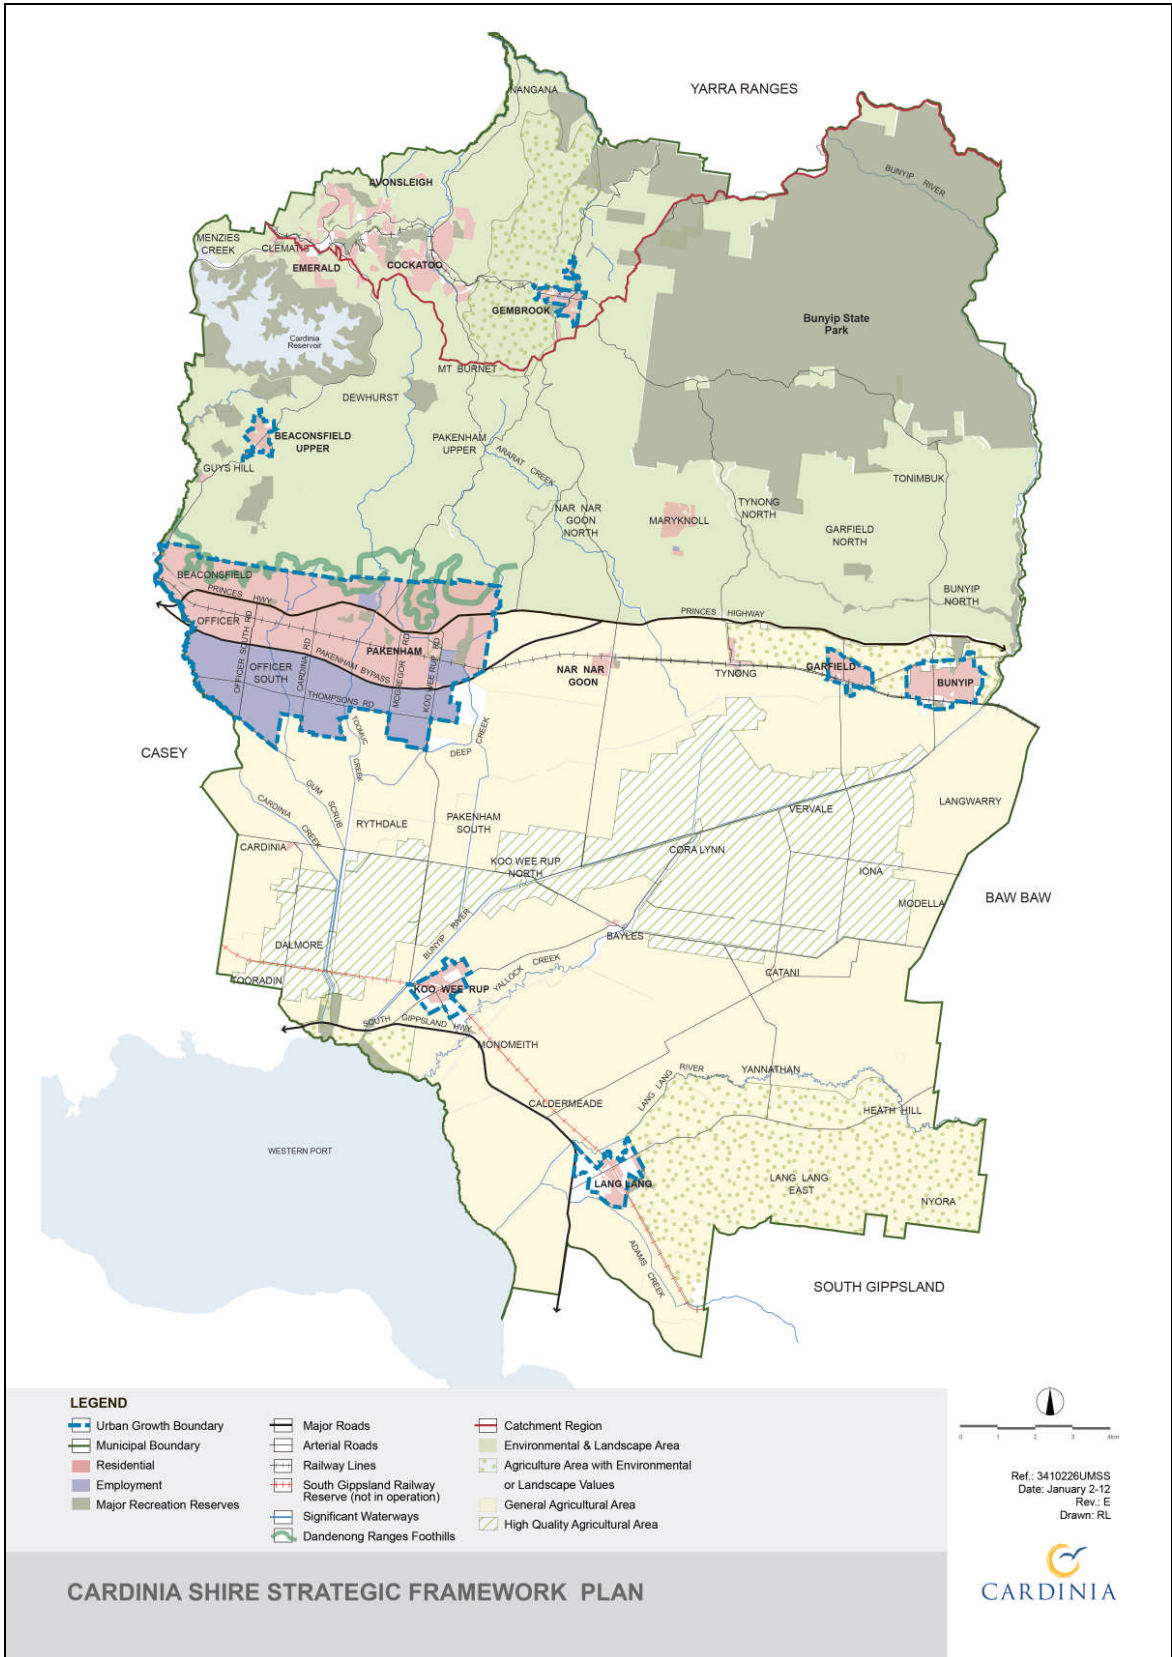 YARRA RANGES
NANGANA
BUNYIP
RIVER
AVONSLEIGH
MENZIES
CREEK
CLEMATIS
EMERALD
COCKATOO
GEMBROOK
Bunyip State
Park
Cardinia
Reservoir
MT BURNET
DEWHURST
BEACONSFIELD
UPPER
PAKENHAM
UPPER
ARARAT CREEK
GUYS HILL
TONIMBUK
NAR NAR
GOON
NORTH
MARYKNOLL
TYNONG
NORTH
GARFIELD
NORTH
BEACONSFIELD
BUNYIP
NORTH
PRINCES HWY
PRINCES HIGHWAY
OFFICER
OFFICER SOUTH RD
CARDINIA RD
PAKENHAM BYPASS
PAKENHAM
MCGREGOR RD
KOO WEE RUP RD
OFFICER
SOUTH
THOMPSONS RD
NAR NAR
GOON
TYNONG
GARFIELD
BUNYIP
TOOMUC CREEK
DEEP CREEK
CASEY
GUM SCRUB
CARDINIA CREEK
RYTHDALE
PAKENHAM
SOUTH
VERVALE
LANGWARRY
CARDINIA
KOO WEE RUP
NORTH
CORA LYNN
IONA
MODELLA
BAW BAW
BUNYIP RIVER
DALMORE
BAYLES
TOORADIN
KOO WEE RUP
YALLOCK CREEK
CATANI
SOUTH GIPPSLAND HWY
MONOMEITH
LANG LANG RIVER
YANNATHAN
CALDERMEADE
HEATH HILL
WESTERN PORT
LANG LANG
LANG LANG
EAST
NYORA
ADAMS CREEK
SOUTH GIPPSLAND
LEGEND
Urban Growth Boundary
Municipal Boundary
Residential
Employment
Major Recreation Reserves
Major Roads
Arterial Roads
Railway Lines
South Gippsland Railway
Reserve (not in operation)
Significant Waterways
Dandenong Ranges Foothills
Catchment Region
Environmental & Landscape Area
Agriculture Area with Environmental
or Landscape Values
General Agricultural Area
High Quality Agricultural Area
0 1 2 3 4km
Ref.: 3410226UMSS
Date: January 2-12
Rev.: E
Drawn: RL
CARDINIA
CARDINIA SHIRE STRATEGIC FRAMEWORK PLAN